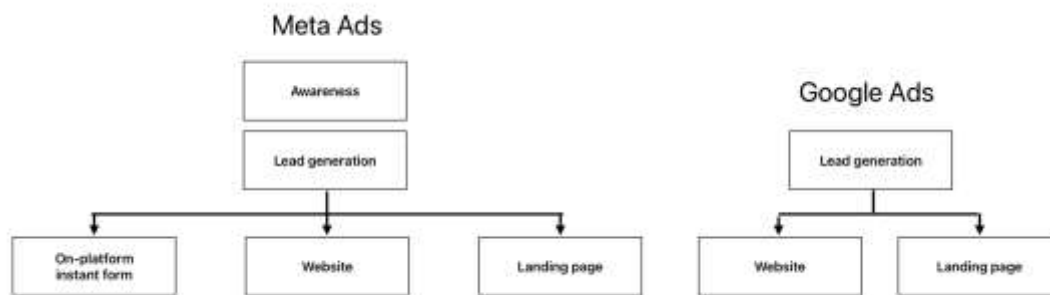 Meta Ads
Awareness
Lead generation
On-platform
instant form
Website
Landing page
Google Ads
Lead generation
Website
Landing page